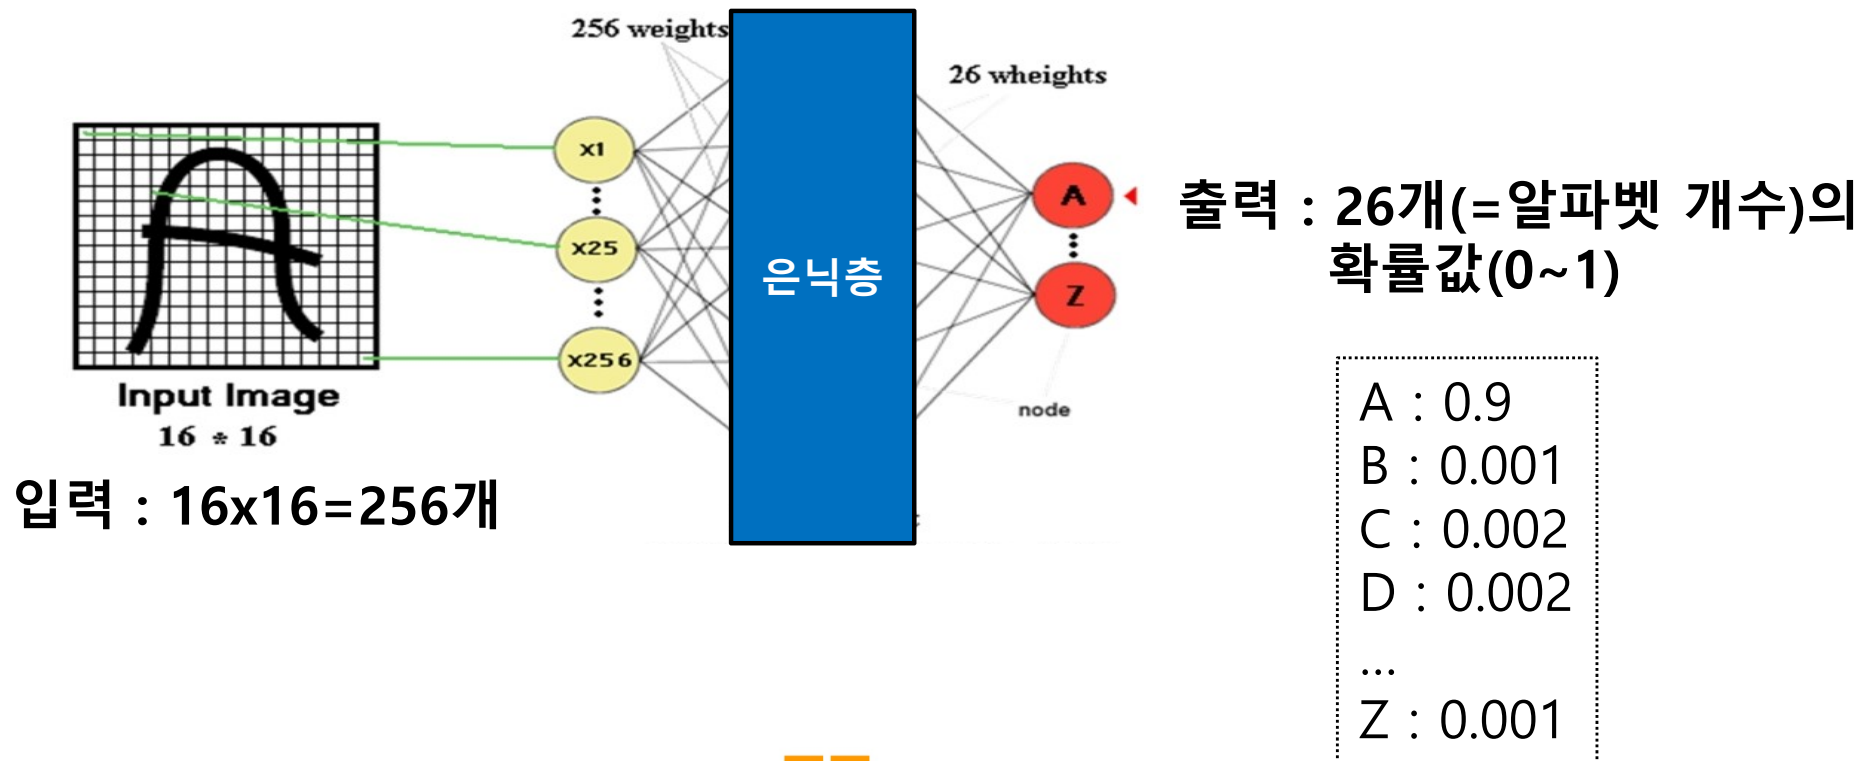 256 weights
26 wheights
x1
x25
x256
은닉층
A
Z
node
Input Image
16 * 16
입력 : 16x16=256개
출력 : 26개(=알파벳 개수)의
확률값(0~1)
A : 0.9
B : 0.001
C : 0.002
D : 0.002
...
Z : 0.001